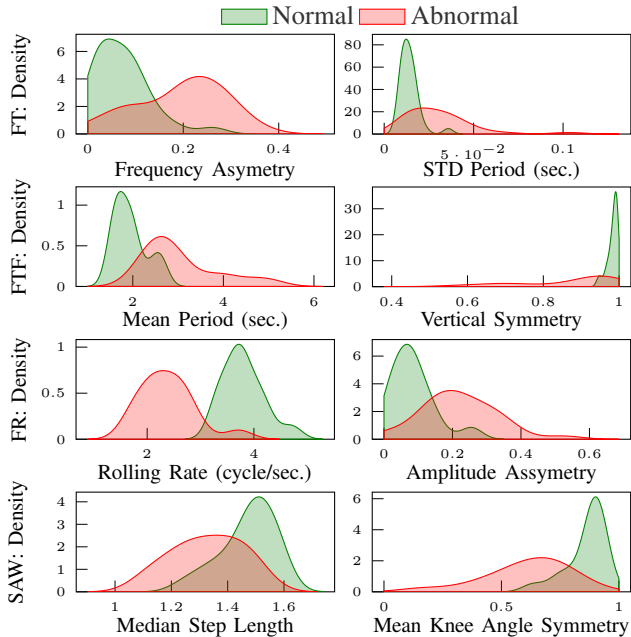 Normal Abnormal
FT: Density
6
4
2
0
0 0.2 0.4
Frequency Asymetry
80
60
40
20
0
0 5 · 10−2 0.1
STD Period (sec.)
FTF: Density
1
0.5
0
2 4 6
Mean Period (sec.)
30
20
10
0
0.4 0.6 0.8 1
Vertical Symmetry
FR: Density
1
0.5
0
2 4
Rolling Rate (cycle/sec.)
6
4
2
0
0 0.2 0.4 0.6
Amplitude Assymetry
SAW: Density
4
3
2
1
0
1 1.2 1.4 1.6
Median Step Length
6
4
2
0
0 0.5 1
Mean Knee Angle Symmetry